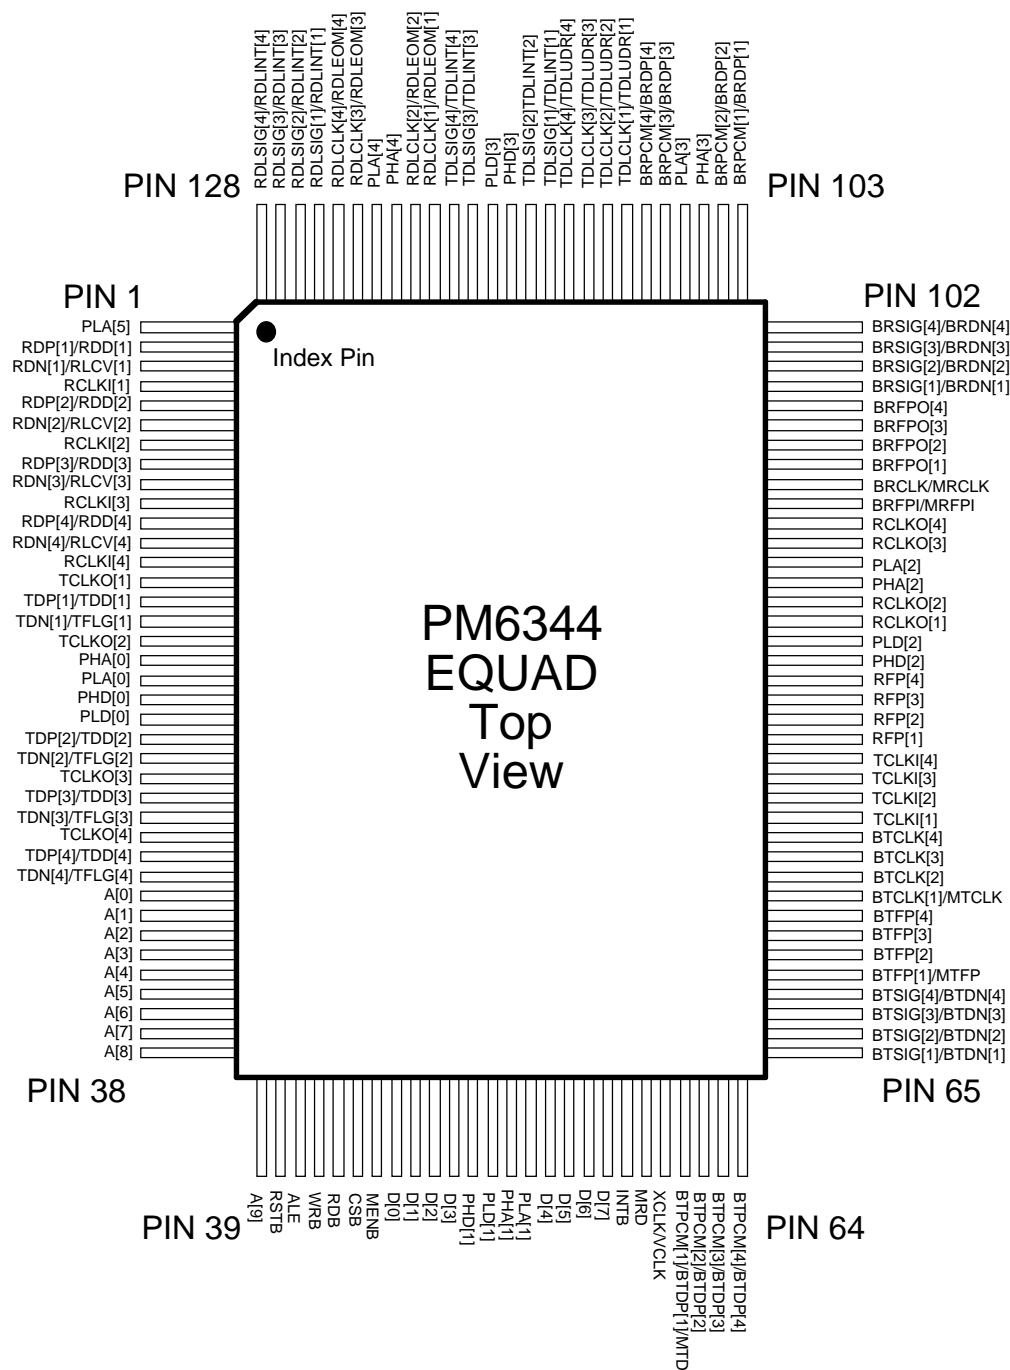 RDLSIG[4]/RDLINT[4]
RDLSIG[3]/RDLINT[3]
RDLSIG[2]/RDLINT[2]
RDLSIG[1]/RDLINT[1]
RDLCLK[4]/RDLEOM[4]
RDLCLK[3]/RDLEOM[3]
PLA[4]
PHA[4]
RDLCLK[2]/RDLEOM[2]
RDLCLK[1]/RDLEOM[1]
TDLSIG[4]/TDLINT[4]
TDLSIG[3]/TDLINT[3]
PLD[3]
PHD[3]
TDLSIG[2]TDLINT[2]
TDLSIG[1]/TDLINT[1]
TDLCLK[4]/TDLUDR[4]
TDLCLK[3]/TDLUDR[3]
TDLCLK[2]/TDLUDR[2]
TDLCLK[1]/TDLUDR[1]
BRPCM[4]/BRDP[4]
BRPCM[3]/BRDP[3]
PLA[3]
PHA[3]
BRPCM[2]/BRDP[2]
BRPCM[1]/BRDP[1]
PIN 128
PIN 103
PIN 1
PLA[5]
RDP[1]/RDD[1]
RDN[1]/RLCV[1]
RCLKI[1]
RDP[2]/RDD[2]
RDN[2]/RLCV[2]
RCLKI[2]
RDP[3]/RDD[3]
RDN[3]/RLCV[3]
RCLKI[3]
RDP[4]/RDD[4]
RDN[4]/RLCV[4]
RCLKI[4]
TCLKO[1]
TDP[1]/TDD[1]
TDN[1]/TFLG[1]
TCLKO[2]
PHA[0]
PLA[0]
PHD[0]
PLD[0]
TDP[2]/TDD[2]
TDN[2]/TFLG[2]
TCLKO[3]
TDP[3]/TDD[3]
TDN[3]/TFLG[3]
TCLKO[4]
TDP[4]/TDD[4]
TDN[4]/TFLG[4]
A[0]
A[1]
A[2]
A[3]
A[4]
A[5]
A[6]
A[7]
A[8]
PIN 38
Index Pin
PM6344
EQUAD
Top
View
PIN 102
BRSIG[4]/BRDN[4]
BRSIG[3]/BRDN[3]
BRSIG[2]/BRDN[2]
BRSIG[1]/BRDN[1]
BRFPO[4]
BRFPO[3]
BRFPO[2]
BRFPO[1]
BRCLK/MRCLK
BRFPI/MRFPI
RCLKO[4]
RCLKO[3]
PLA[2]
PHA[2]
RCLKO[2]
RCLKO[1]
PLD[2]
PHD[2]
RFP[4]
RFP[3]
RFP[2]
RFP[1]
TCLKI[4]
TCLKI[3]
TCLKI[2]
TCLKI[1]
BTCLK[4]
BTCLK[3]
BTCLK[2]
BTCLK[1]/MTCLK
BTFP[4]
BTFP[3]
BTFP[2]
BTFP[1]/MTFP
BTSIG[4]/BTDN[4]
BTSIG[3]/BTDN[3]
BTSIG[2]/BTDN[2]
BTSIG[1]/BTDN[1]
PIN 65
PIN 39
A[9]
RSTB
ALE
WRB
RDB
CSB
MENB
D[0]
D[1]
D[2]
D[3]
PHD[1]
PLD[1]
PHA[1]
PLA[1]
D[4]
D[5]
D[6]
D[7]
INTB
MRD
XCLK/VCLK
BTPCM[1]/BTDP[1]/MTD
BTPCM[2]/BTDP[2]
BTPCM[3]/BTDP[3]
BTPCM[4]/BTDP[4]
PIN 64